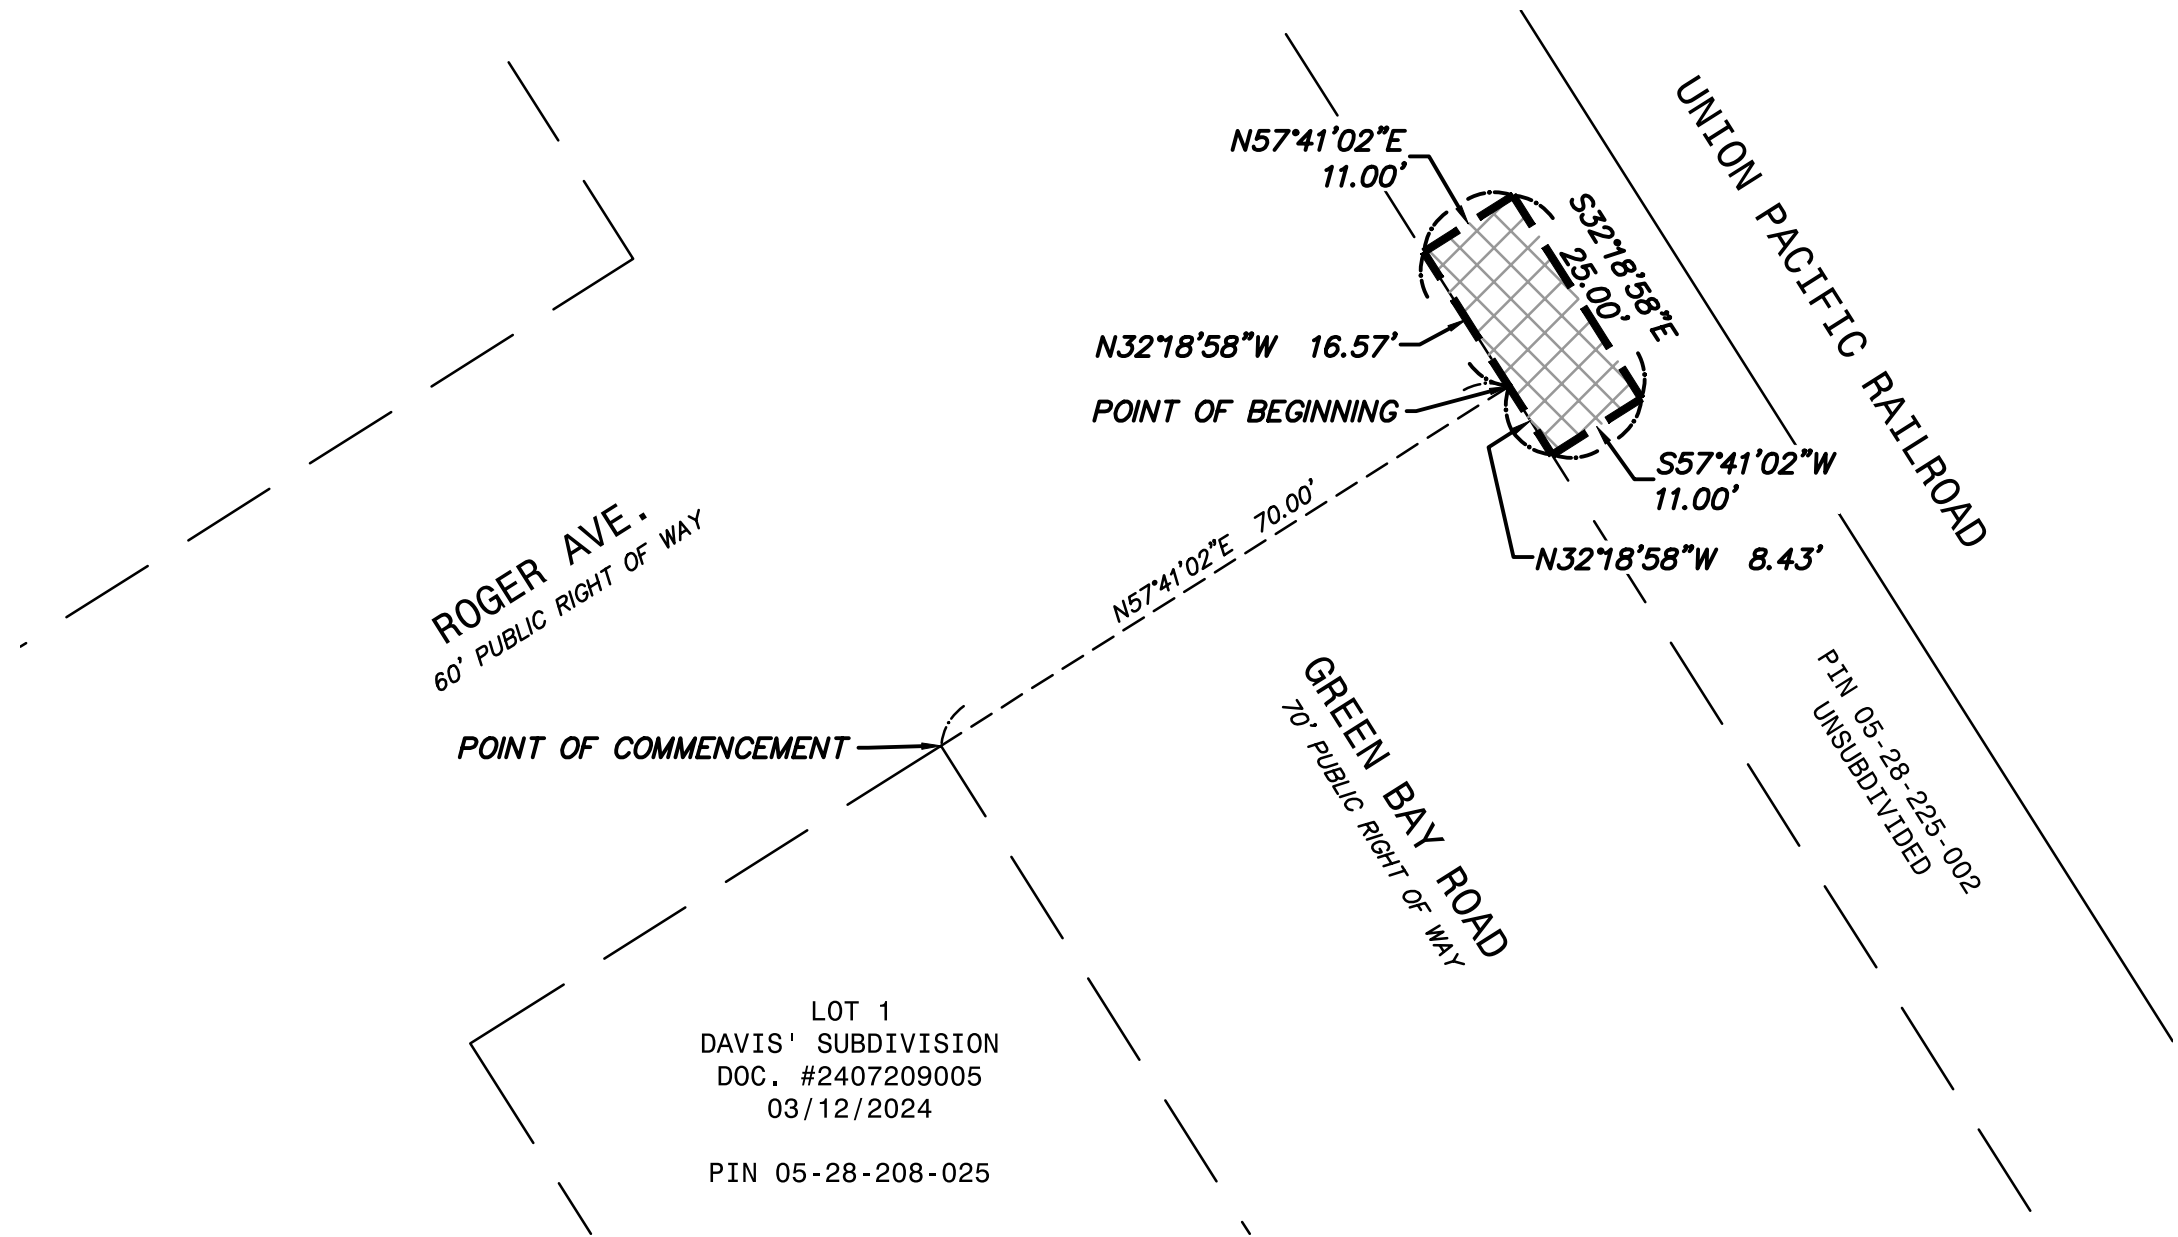 UNION PACIFIC RAILROAD
N57°41'02"E
11.00'
S32°18'58"E
25.00'
N32°18'58"W 16.57'
POINT OF BEGINNING
S57°41'02"W
11.00'
N32°18'58"W 8.43'
N57°41'02"E 70.00'
ROGER AVE.
60' PUBLIC RIGHT OF WAY
POINT OF COMMENCEMENT
GREEN BAY ROAD
70' PUBLIC RIGHT OF WAY
PIN 05-28-225-002
UNSUBDIVIDED
LOT 1
DAVIS' SUBDIVISION
DOC. #2407209005
03/12/2024
PIN 05-28-208-025